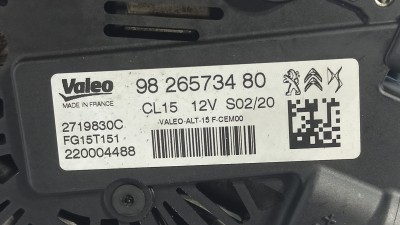 Valeo
MADE IN FRANCE
98 265734 80
CL15 12V S02/20
VALEO-ALT-15 F-CEM00
2719830C
FG15T151
220004488